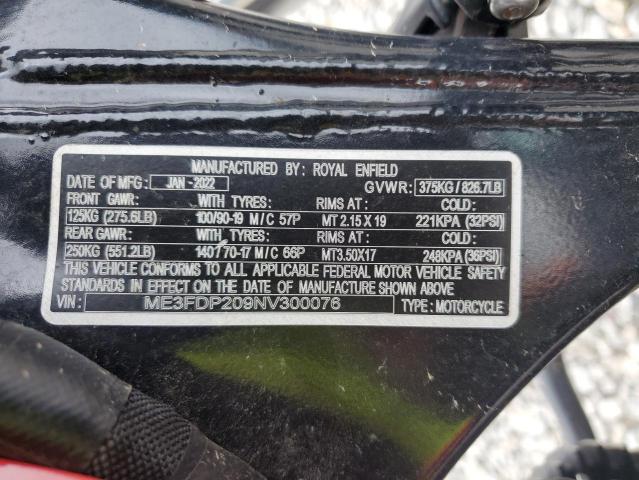 MANUFACTURED BY: ROYAL ENFIELD
DATE OF MFG: JAN-2022 GVWR: 375KG / 826.7LB
FRONT GAWR: WITH TYRES: RIMS AT: COLD:
125KG (275.6LB) 100/90-19 M/C 57P MT 2.15 X 19 221KPA (32PSI)
REAR GAWR: WITH TYRES: RIMS AT: COLD:
250KG (551.2LB) 140/70-17 M/C 66P MT3.50X17 248KPA (36PSI)
THIS VEHICLE CONFORMS TO ALL APPLICABLE FEDERAL MOTOR VEHICLE SAFETY
STANDARDS IN EFFECT ON THE DATE OF MANUFACTURE SHOWN ABOVE
VIN: ME3FDP209NV300076 TYPE: MOTORCYCLE